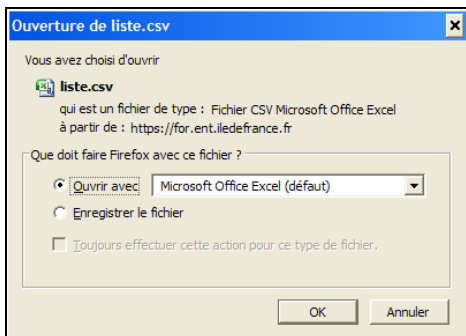 Ouverture de liste.csv
Vous avez choisi d'ouvrir
liste.csv
qui est un fichier de type : Fichier CSV Microsoft Office Excel
à partir de : https://for.ent.iledefrance.fr
Que doit faire Firefox avec ce fichier ?
Ouvrir avec Microsoft Office Excel (défaut)
Enregistrer le fichier
Toujours effectuer cette action pour ce type de fichier.
OK Annuler